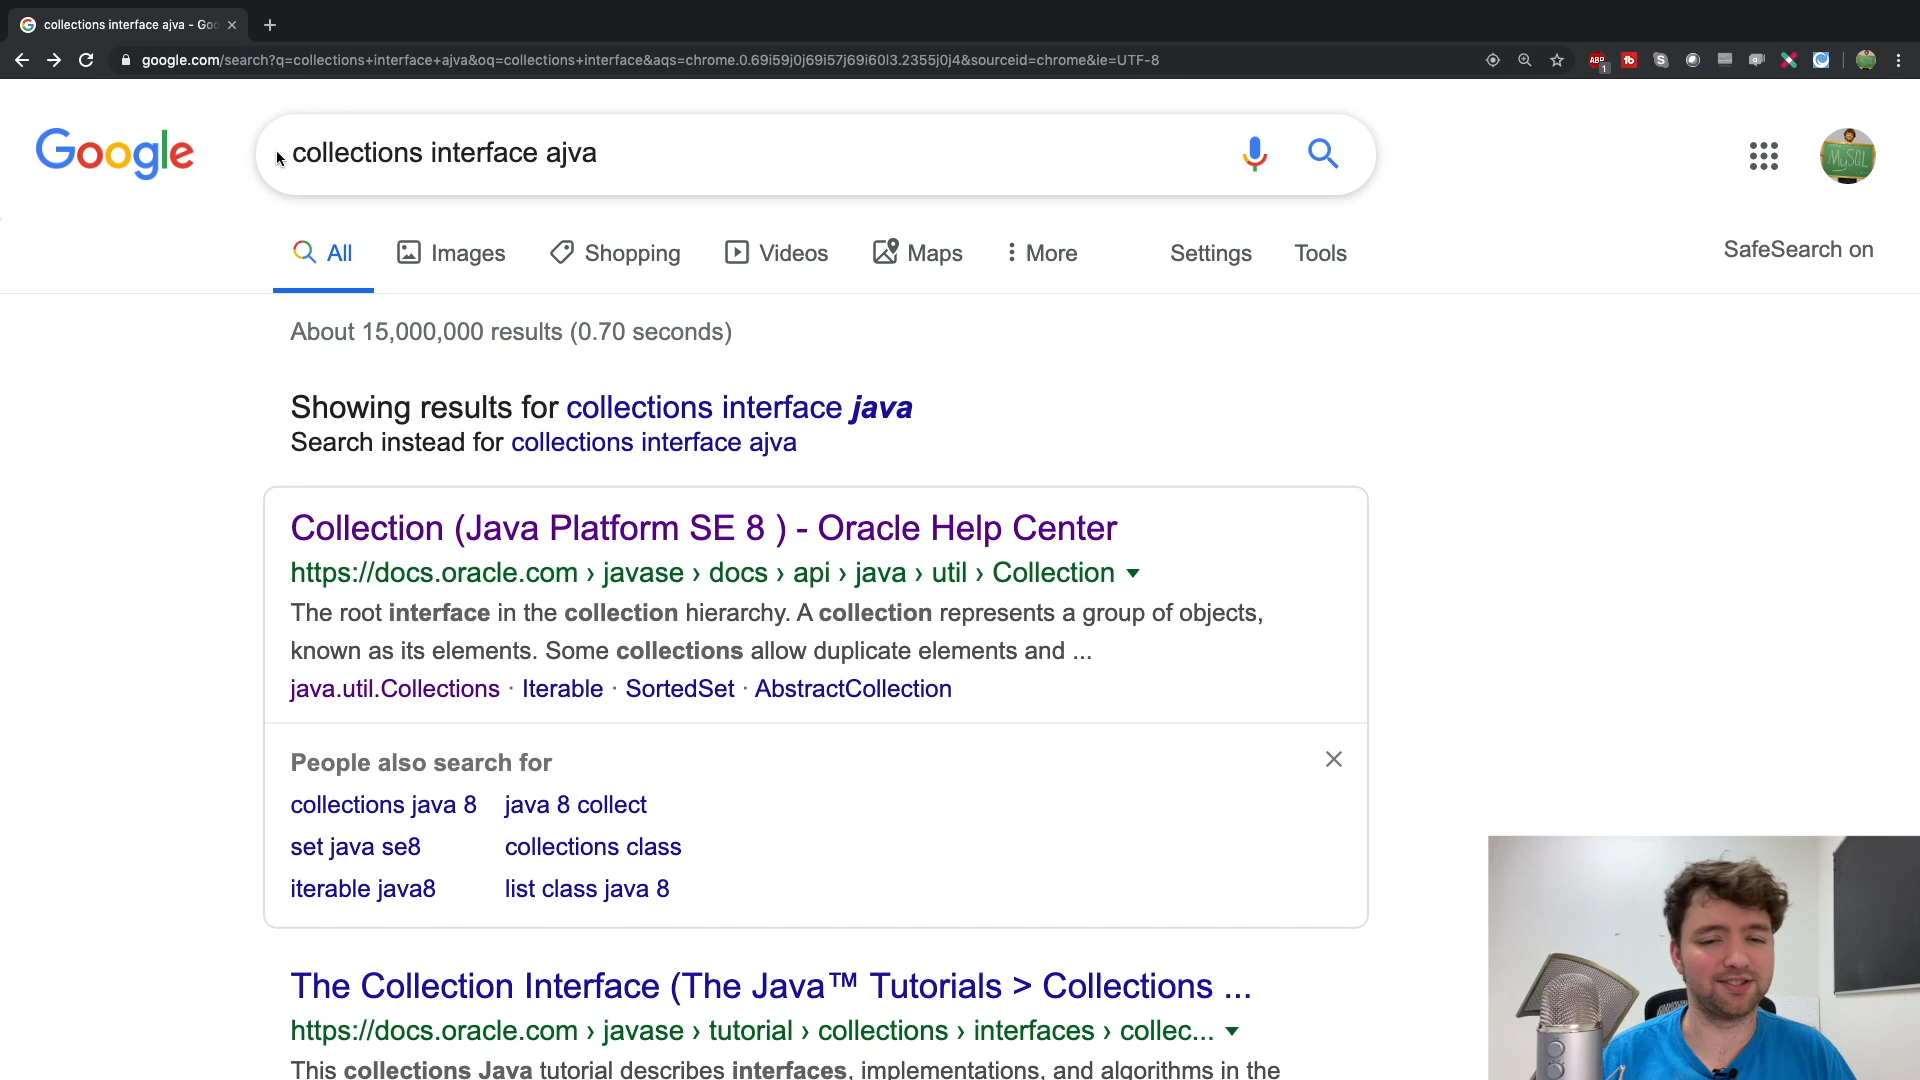 collections interface ajva - Goo
google.com/search?q=collections+interface+ajva&oq=collections+interface&aqs=chrome.0.69i59j0j69i57j69i60l3.2355j0j4&sourceid=chrome&ie=UTF-8
ABP
1
tb
S
Google
collections interface ajva
MySQL
All
Images
Shopping
Videos
Maps
More
Settings
Tools
SafeSearch on
About 15,000,000 results (0.70 seconds)
Showing results for collections interface java
Search instead for collections interface ajva
Collection (Java Platform SE 8 ) - Oracle Help Center
https://docs.oracle.com › javase › docs › api › java › util › Collection
The root interface in the collection hierarchy. A collection represents a group of objects,
known as its elements. Some collections allow duplicate elements and ...
java.util.Collections · Iterable · SortedSet · AbstractCollection
People also search for
collections java 8 java 8 collect
set java se8 collections class
iterable java8 list class java 8
The Collection Interface (The Java™ Tutorials > Collections ...
https://docs.oracle.com › javase › tutorial › collections › interfaces › collec...
This collections Java tutorial describes interfaces, implementations, and algorithms in the